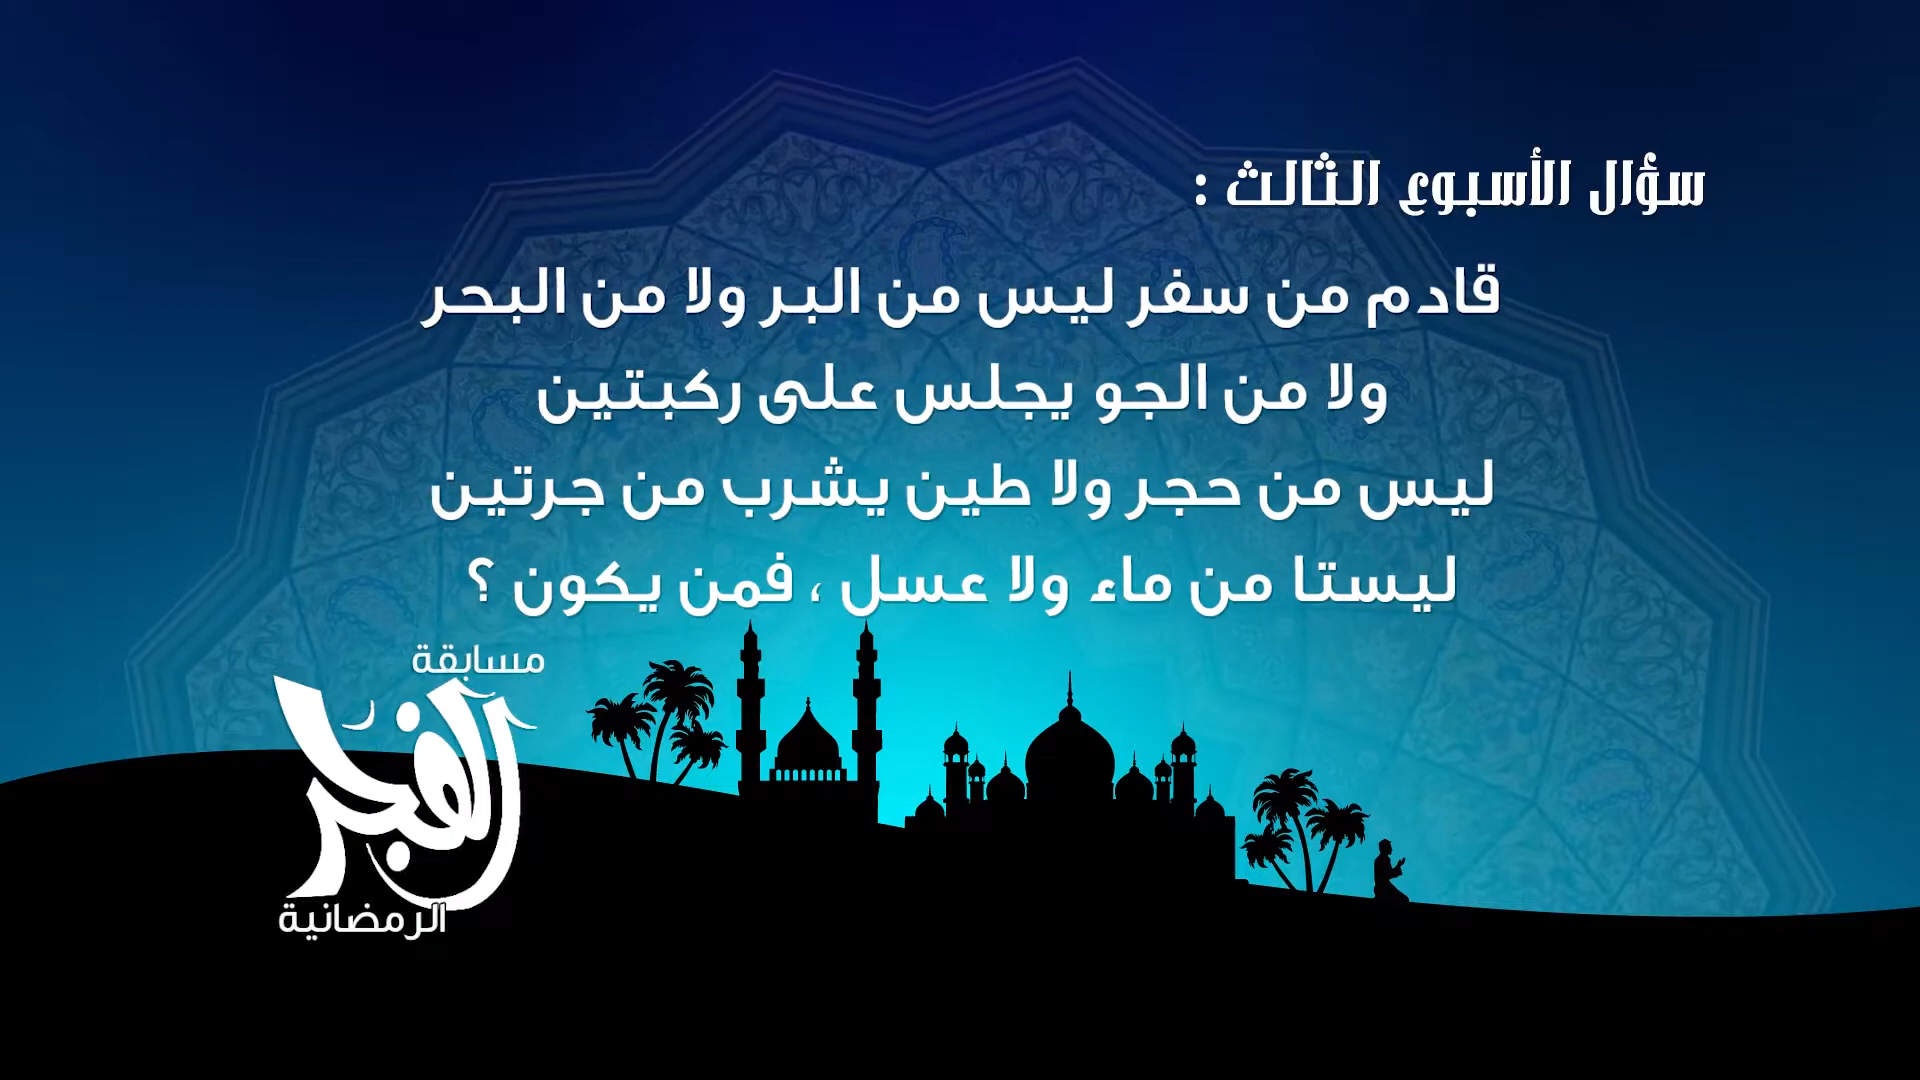 سؤال الأسبوع الثالث :
قادم من سفر ليس من البر ولا من البحر
ولا من الجو يجلس على ركبتين
ليس من حجر ولا طين يشرب من جرتين
ليستا من ماء ولا عسل ، فمن يكون ؟
مسابقة
الفجر
الرمضانية